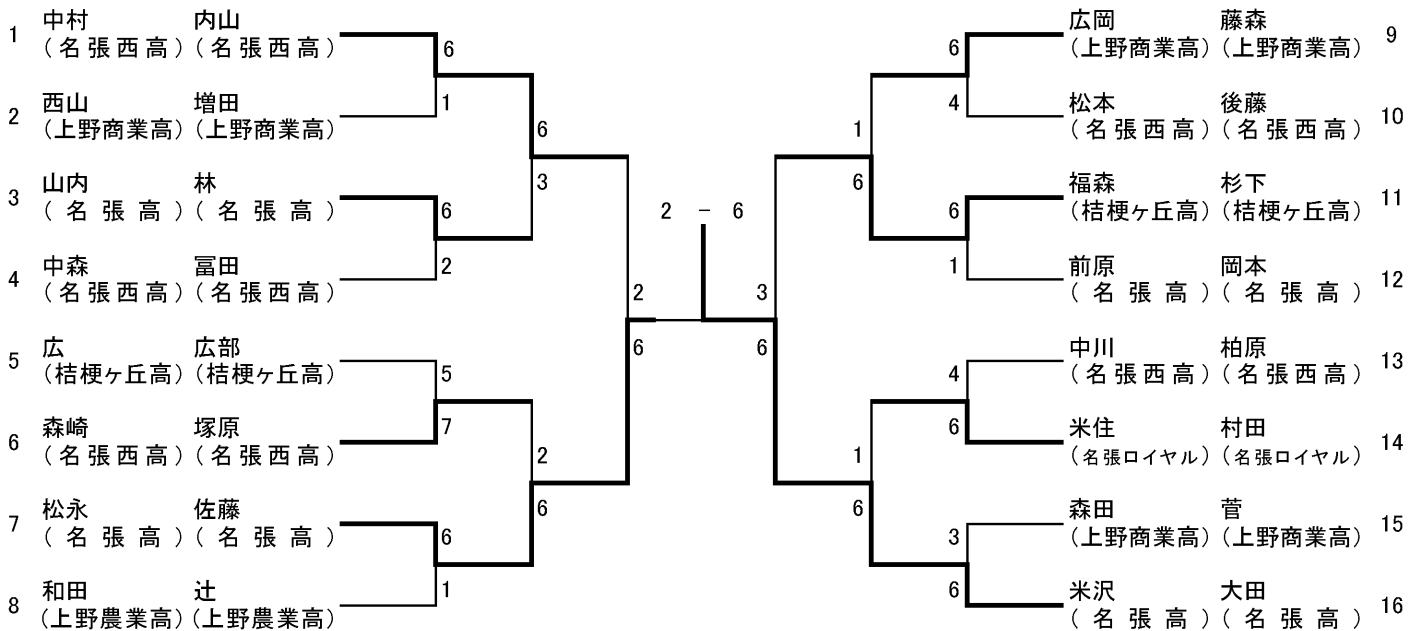 1 中村 内山
(名張西高) (名張西高)
2 西山 増田
(上野商業高) (上野商業高)
3 山内 林
(名張高) (名張高)
4 中森 冨田
(名張西高) (名張西高)
5 広 広部
(桔梗ヶ丘高) (桔梗ヶ丘高)
6 森崎 塚原
(名張西高) (名張西高)
7 松永 佐藤
(名張高) (名張高)
8 和田 辻
(上野農業高) (上野農業高)
6
1
6
2
5
7
6
1
6
3
2
6
2
6
2 － 6
3
6
1
6
1
6
6
4
6
1
4
6
3
6
広岡 藤森 9
(上野商業高) (上野商業高)
松本 後藤 10
(名張西高) (名張西高)
福森 杉下 11
(桔梗ヶ丘高) (桔梗ヶ丘高)
前原 岡本 12
(名張高) (名張高)
中川 柏原 13
(名張西高) (名張西高)
米住 村田 14
(名張ロイヤル) (名張ロイヤル)
森田 菅 15
(上野商業高) (上野商業高)
米沢 大田 16
(名張高) (名張高)